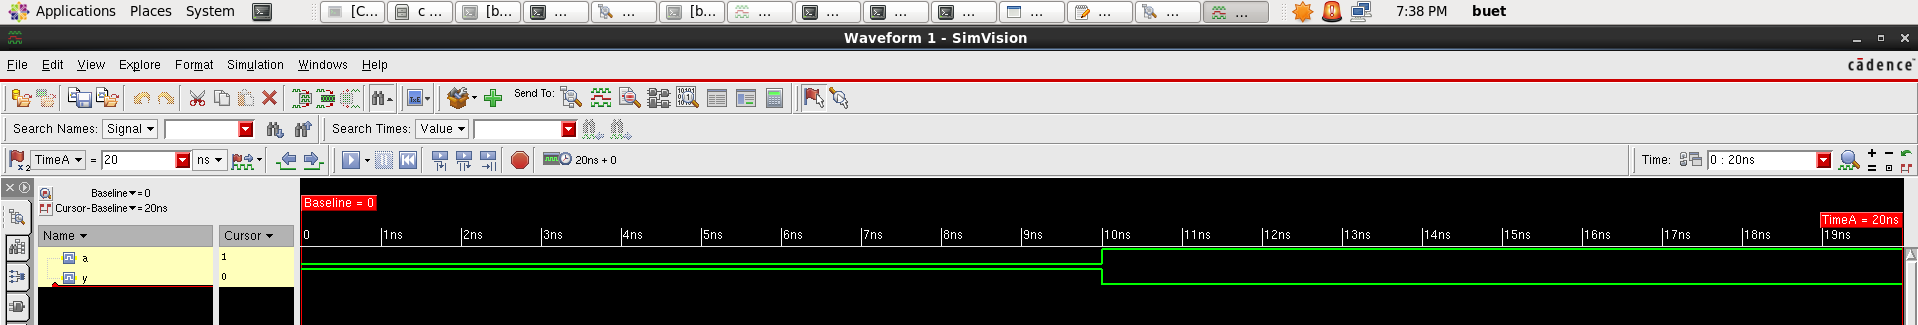 Applications Places System [C... c ... [b... ... ... [b... ... ... ... ... ... ... ... ... 7:38 PM buet
Waveform 1 - SimVision
File Edit View Explore Format Simulation Windows Help cādence
Send To:
Search Names: Signal Search Times: Value
x2 TimeA = 20 ns 20ns + 0 Time: 0 : 20ns
Baseline = 0
Cursor-Baseline = 20ns
Baseline = 0
TimeA = 20ns
Name Cursor 0 1ns 2ns 3ns 4ns 5ns 6ns 7ns 8ns 9ns 10ns 11ns 12ns 13ns 14ns 15ns 16ns 17ns 18ns 19ns
a 1
y 0